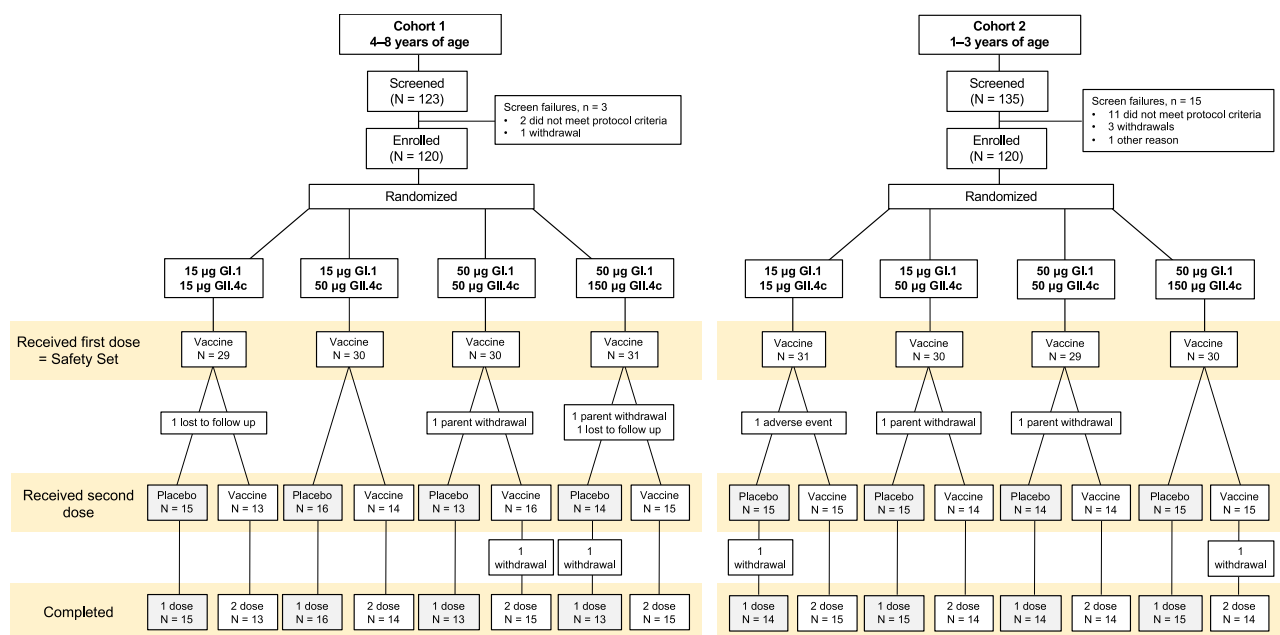 Cohort 1
4–8 years of age
Screened
(N = 123)
Screen failures, n = 3
• 2 did not meet protocol criteria
• 1 withdrawal
Enrolled
(N = 120)
Randomized
15 µg GI.1
15 µg GII.4c
15 µg GI.1
50 µg GII.4c
50 µg GI.1
50 µg GII.4c
50 µg GI.1
150 µg GII.4c
Cohort 2
1–3 years of age
Screened
(N = 135)
Screen failures, n = 15
• 11 did not meet protocol criteria
• 3 withdrawals
• 1 other reason
Enrolled
(N = 120)
Randomized
15 µg GI.1
15 µg GII.4c
15 µg GI.1
50 µg GII.4c
50 µg GI.1
50 µg GII.4c
50 µg GI.1
150 µg GII.4c
Received first dose
= Safety Set
Vaccine
N = 29
Vaccine
N = 30
Vaccine
N = 30
Vaccine
N = 31
Vaccine
N = 31
Vaccine
N = 30
Vaccine
N = 29
Vaccine
N = 30
1 lost to follow up
1 parent withdrawal
1 parent withdrawal
1 lost to follow up
1 adverse event
1 parent withdrawal
1 parent withdrawal
Received second
dose
Placebo
N = 15
Vaccine
N = 13
Placebo
N = 16
Vaccine
N = 14
Placebo
N = 13
Vaccine
N = 16
Placebo
N = 14
Vaccine
N = 15
Placebo
N = 15
Vaccine
N = 15
Placebo
N = 15
Vaccine
N = 14
Placebo
N = 14
Vaccine
N = 14
Placebo
N = 15
Vaccine
N = 15
1
withdrawal
1
withdrawal
1
withdrawal
1
withdrawal
Completed
1 dose
N = 15
2 dose
N = 13
1 dose
N = 16
2 dose
N = 14
1 dose
N = 13
2 dose
N = 15
1 dose
N = 13
2 dose
N = 15
1 dose
N = 14
2 dose
N = 15
1 dose
N = 15
2 dose
N = 14
1 dose
N = 14
2 dose
N = 14
1 dose
N = 15
2 dose
N = 14